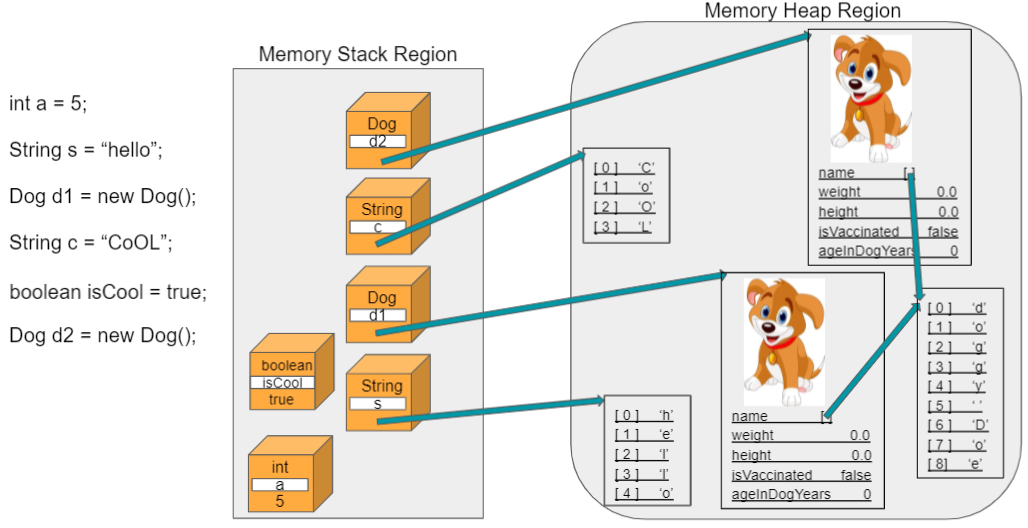 Memory Heap Region
Memory Stack Region
int a = 5;
String s = “hello”;
Dog d1 = new Dog();
String c = “CoOL”;
boolean isCool = true;
Dog d2 = new Dog();
Dog
d2
String
c
Dog
d1
boolean
isCool
true
String
s
int
a
5
[ 0 ] ‘C’
[ 1 ] ‘o’
[ 2 ] ‘O’
[ 3 ] ‘L’
name [ ]
weight 0.0
height 0.0
isVaccinated false
ageInDogYears 0
[ 0 ] ‘h’
[ 1 ] ‘e’
[ 2 ] ‘l’
[ 3 ] ‘l’
[ 4 ] ‘o’
name [ ]
weight 0.0
height 0.0
isVaccinated false
ageInDogYears 0
[ 0 ] ‘d’
[ 1 ] ‘o’
[ 2 ] ‘g’
[ 3 ] ‘g’
[ 4 ] ‘y’
[ 5 ] ‘ ’
[ 6 ] ‘D’
[ 7 ] ‘o’
[ 8] ‘e’